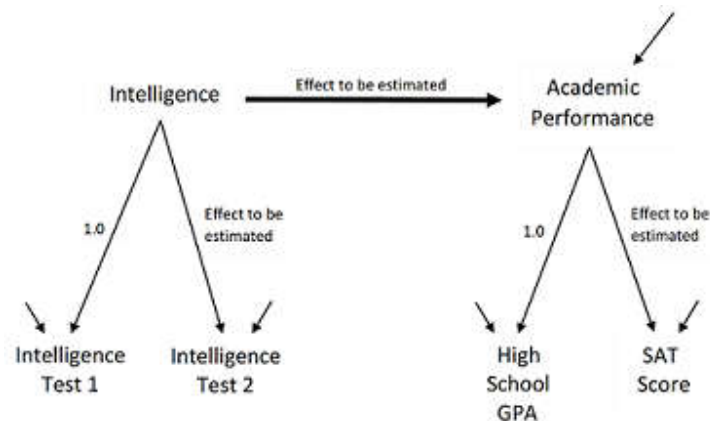 Intelligence
Effect to be estimated
Academic
Performance
1.0
Effect to be
estimated
1.0
Effect to be
estimated
Intelligence
Test 1
Intelligence
Test 2
High
School
GPA
SAT
Score